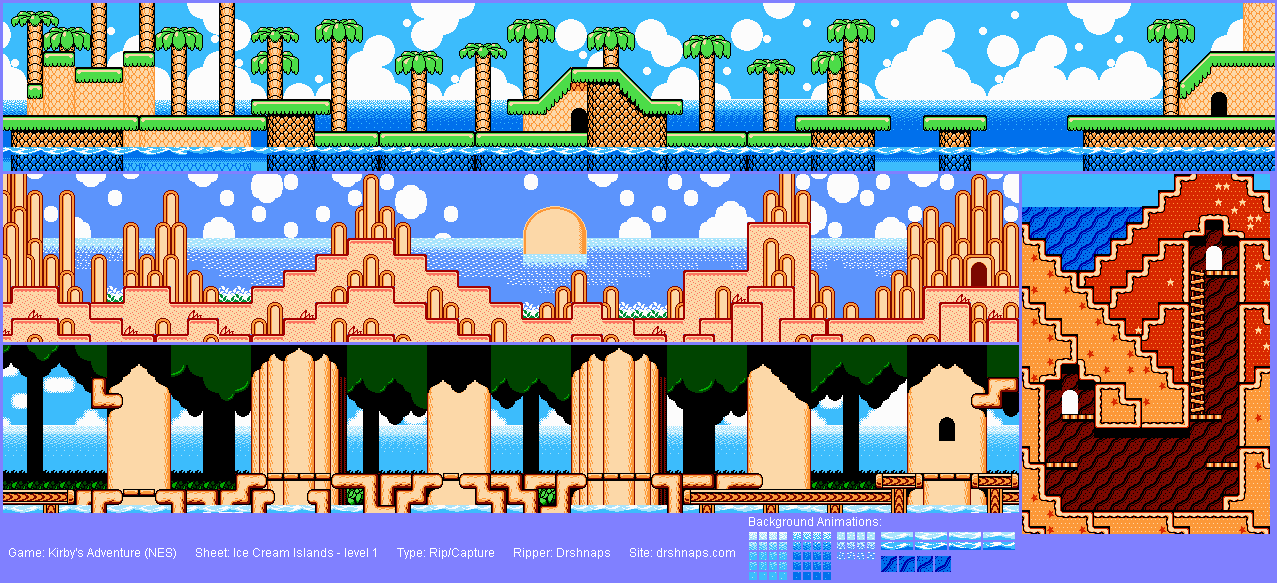 Background Animations:
Game: Kirby's Adventure (NES) Sheet: Ice Cream Islands - level 1 Type: Rip/Capture Ripper: Drshnaps Site: drshnaps.com